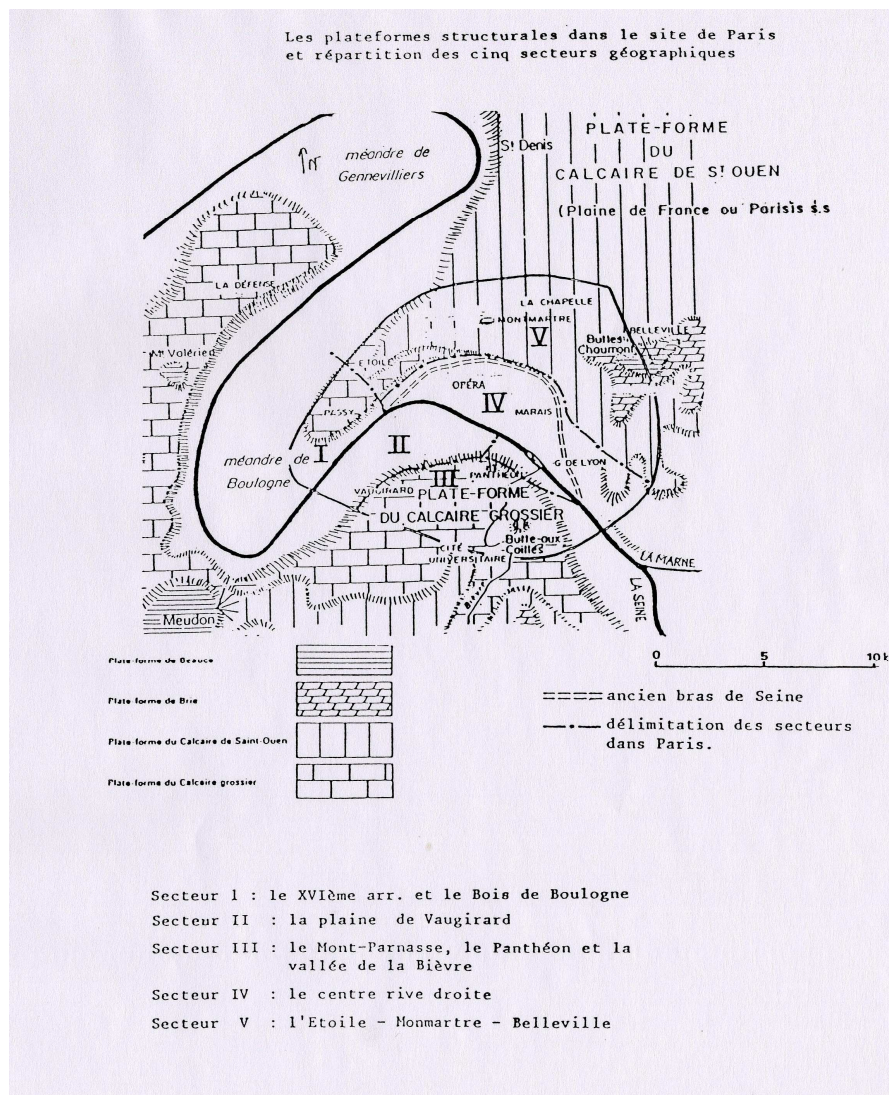 Les plateformes structurales dans le site de Paris
et répartition des cinq secteurs géographiques
PLATE-FORME
DU
CALCAIRE DE St OUEN
(Plaine de France ou Parisis s.s
St Denis
N
méandre de
Gennevilliers
LA DÉFENSE
Mt Valérien
LA CHAPELLE
MONTMARTRE
V
BELLEVILLE
Buttes
Chaumont
ETOILE
OPÉRA
IV
MARAIS
PASSY
I
II
méandre de
Boulogne
G DE LYON
III
PANTHÉON
VAUGIRARD
PLATE-FORME
DU CALCAIRE GROSSIER
Butte-aux
Cailles
CITÉ
UNIVERSITAIRE
Bièvre
LA MARNE
LA SEINE
Meudon
0 5 10 k
Plate-forme de Beauce
Plate forme de Brie
Plate-forme du Calcaire de Saint-Ouen
Plate-forme du Calcaire grossier
ancien bras de Seine
délimitation des secteurs
dans Paris.
Secteur l : le XVIème arr. et le Bois de Boulogne
Secteur II : la plaine de Vaugirard
Secteur III : le Mont-Parnasse, le Panthéon et la
vallée de la Bièvre
Secteur IV : le centre rive droite
Secteur V : l'Etoile - Monmartre - Belleville